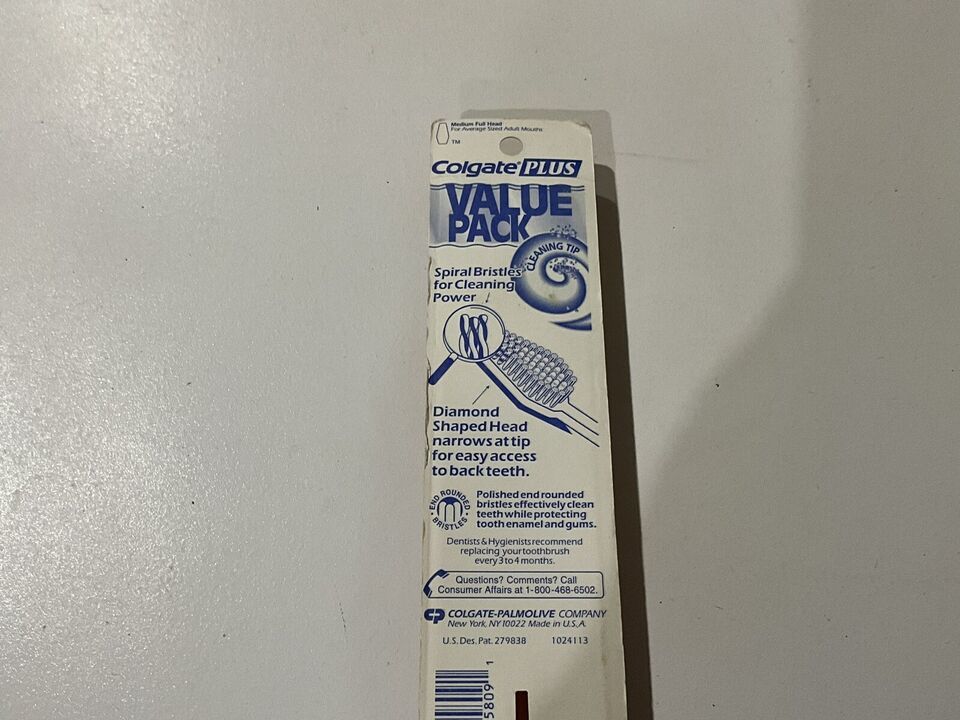 Medium Full Head
For Average Sized Adult Mouths
TM
Colgate® PLUS
VALUE
PACK
CLEANING TIP
Spiral Bristles
for Cleaning
Power
Diamond
Shaped Head
narrows at tip
for easy access
to back teeth.
END ROUNDED
BRISTLES
Polished end rounded
bristles effectively clean
teeth while protecting
tooth enamel and gums.
Dentists & Hygienists recommend
replacing your toothbrush
every 3 to 4 months.
Questions? Comments? Call
Consumer Affairs at 1-800-468-6502.
CP COLGATE-PALMOLIVE COMPANY
New York, NY 10022 Made in U.S.A.
U.S. Des. Pat. 279838 1024113
5809 1